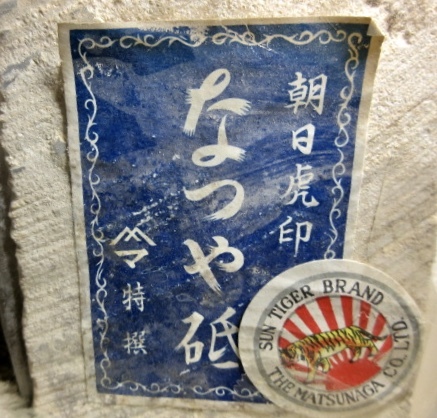 朝日虎印
なつや砥
特撰
SUN TIGER BRAND
THE MATSUNAGA CO. LTD.